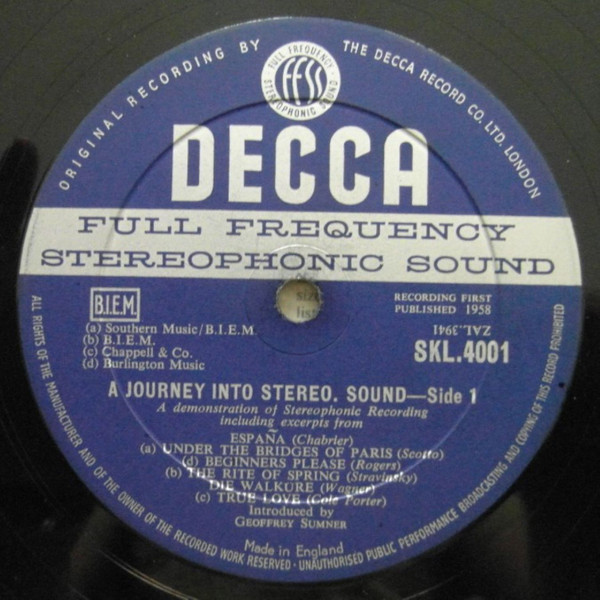 ORIGINAL RECORDING BY THE DECCA RECORD CO. LTD. LONDON
FULL FREQUENCY STEREOPHONIC SOUND
FFSS
DECCA
FULL FREQUENCY
STEREOPHONIC SOUND
B.I.E.M.
(a) Southern Music/B.I.E.M.
(b) B.I.E.M.
(c) Chappell & Co.
(d) Burlington Music
RECORDING FIRST
PUBLISHED 1958
ZAL.3941
SKL.4001
A JOURNEY INTO STEREO. SOUND—Side 1
A demonstration of Stereophonic Recording
including excerpts from
ESPAÑA (Chabrier)
(a) UNDER THE BRIDGES OF PARIS (Scotto)
(d) BEGINNERS PLEASE (Rogers)
(b) THE RITE OF SPRING (Stravinsky)
DIE WALKURE (Wagner)
(c) TRUE LOVE (Cole Porter)
Introduced by
GEOFFREY SUMNER
Made in England
ALL RIGHTS OF THE MANUFACTURER AND OF THE OWNER OF THE RECORDED WORK RESERVED · UNAUTHORISED PUBLIC PERFORMANCE BROADCASTING AND COPYING OF THIS RECORD PROHIBITED